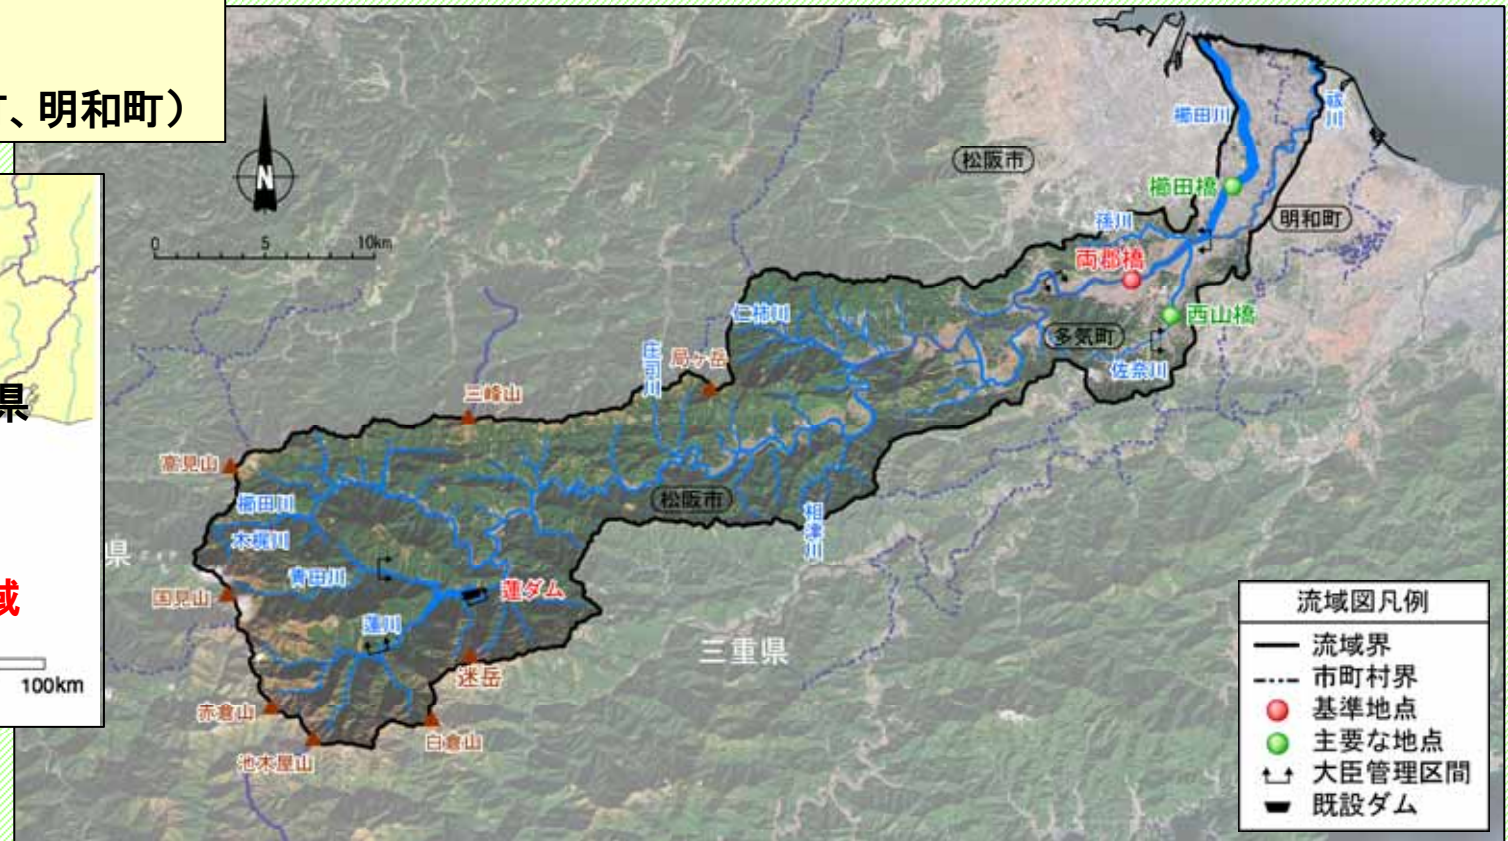 、明和町）
県
域
100km
N
0 5 10km
松阪市
櫛田川
祓川
櫛田橋
明和町
孫川
両郡橋
西山橋
多気町
佐奈川
仁柿川
庄司川
局ヶ岳
三峰山
高見山
櫛田川
木梶川
青田川
国見山
蓮川
蓮ダム
迷岳
赤倉山
池木屋山
白倉山
松阪市
相津川
三重県
県
流域図凡例
流域界
市町村界
基準地点
主要な地点
大臣管理区間
既設ダム